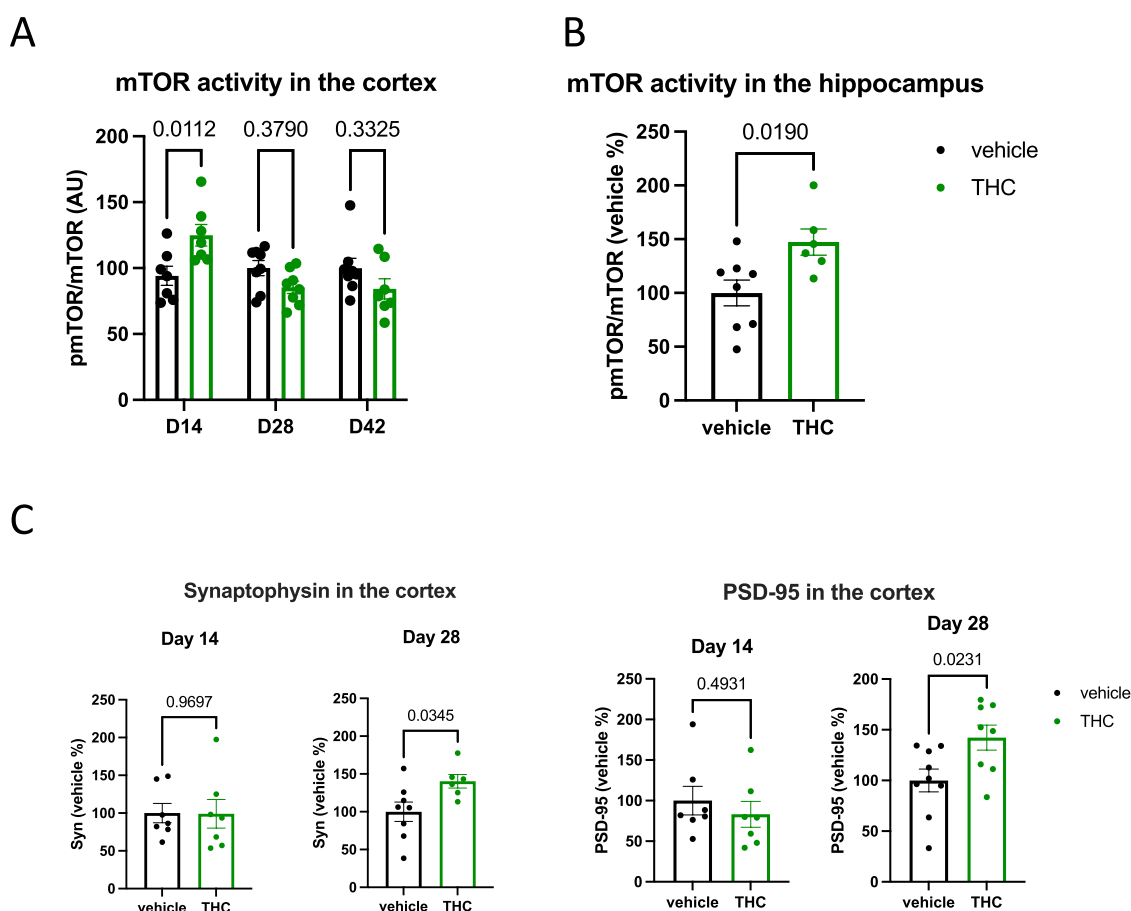 A
mTOR activity in the cortex
0.0112 0.3790 0.3325
pmTOR/mTOR (AU)
200
150
100
50
0
D14 D28 D42
B
mTOR activity in the hippocampus
0.0190
pmTOR/mTOR (vehicle %)
250
200
150
100
50
0
vehicle THC
vehicle
THC
C
Synaptophysin in the cortex
Day 14
0.9697
Syn (vehicle %)
250
200
150
100
50
0
vehicle THC
Day 28
0.0345
Syn (vehicle %)
250
200
150
100
50
0
vehicle THC
PSD-95 in the cortex
Day 14
0.4931
PSD-95 (vehicle %)
250
200
150
100
50
0
vehicle THC
Day 28
0.0231
PSD-95 (vehicle %)
200
150
100
50
0
vehicle THC
vehicle
THC